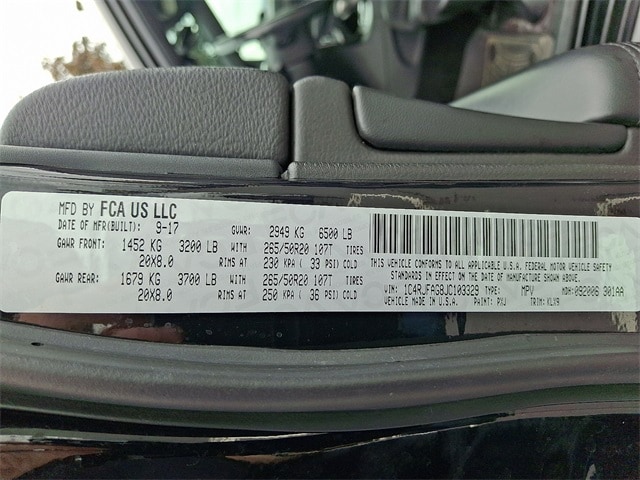 MFD BY FCA US LLC
DATE OF MFR(BUILT): 9-17 GVWR: 2949 KG 6500 LB
GAWR FRONT: 1452 KG 3200 LB WITH 265/50R20 107T TIRES
20X8.0 RIMS AT 230 KPA ( 33 PSI) COLD
GAWR REAR: 1679 KG 3700 LB WITH 265/50R20 107T TIRES
20X8.0 RIMS AT 250 KPA ( 36 PSI) COLD
THIS VEHICLE CONFORMS TO ALL APPLICABLE U.S.A. FEDERAL MOTOR VEHICLE SAFETY
STANDARDS IN EFFECT ON THE DATE OF MANUFACTURE SHOWN ABOVE.
VIN: 1C4RJFAG8JC103329 TYPE: MPV MDH: 092006 301AA
VEHICLE MADE IN U.S.A. PAINT: PXJ TRIM: KLX9